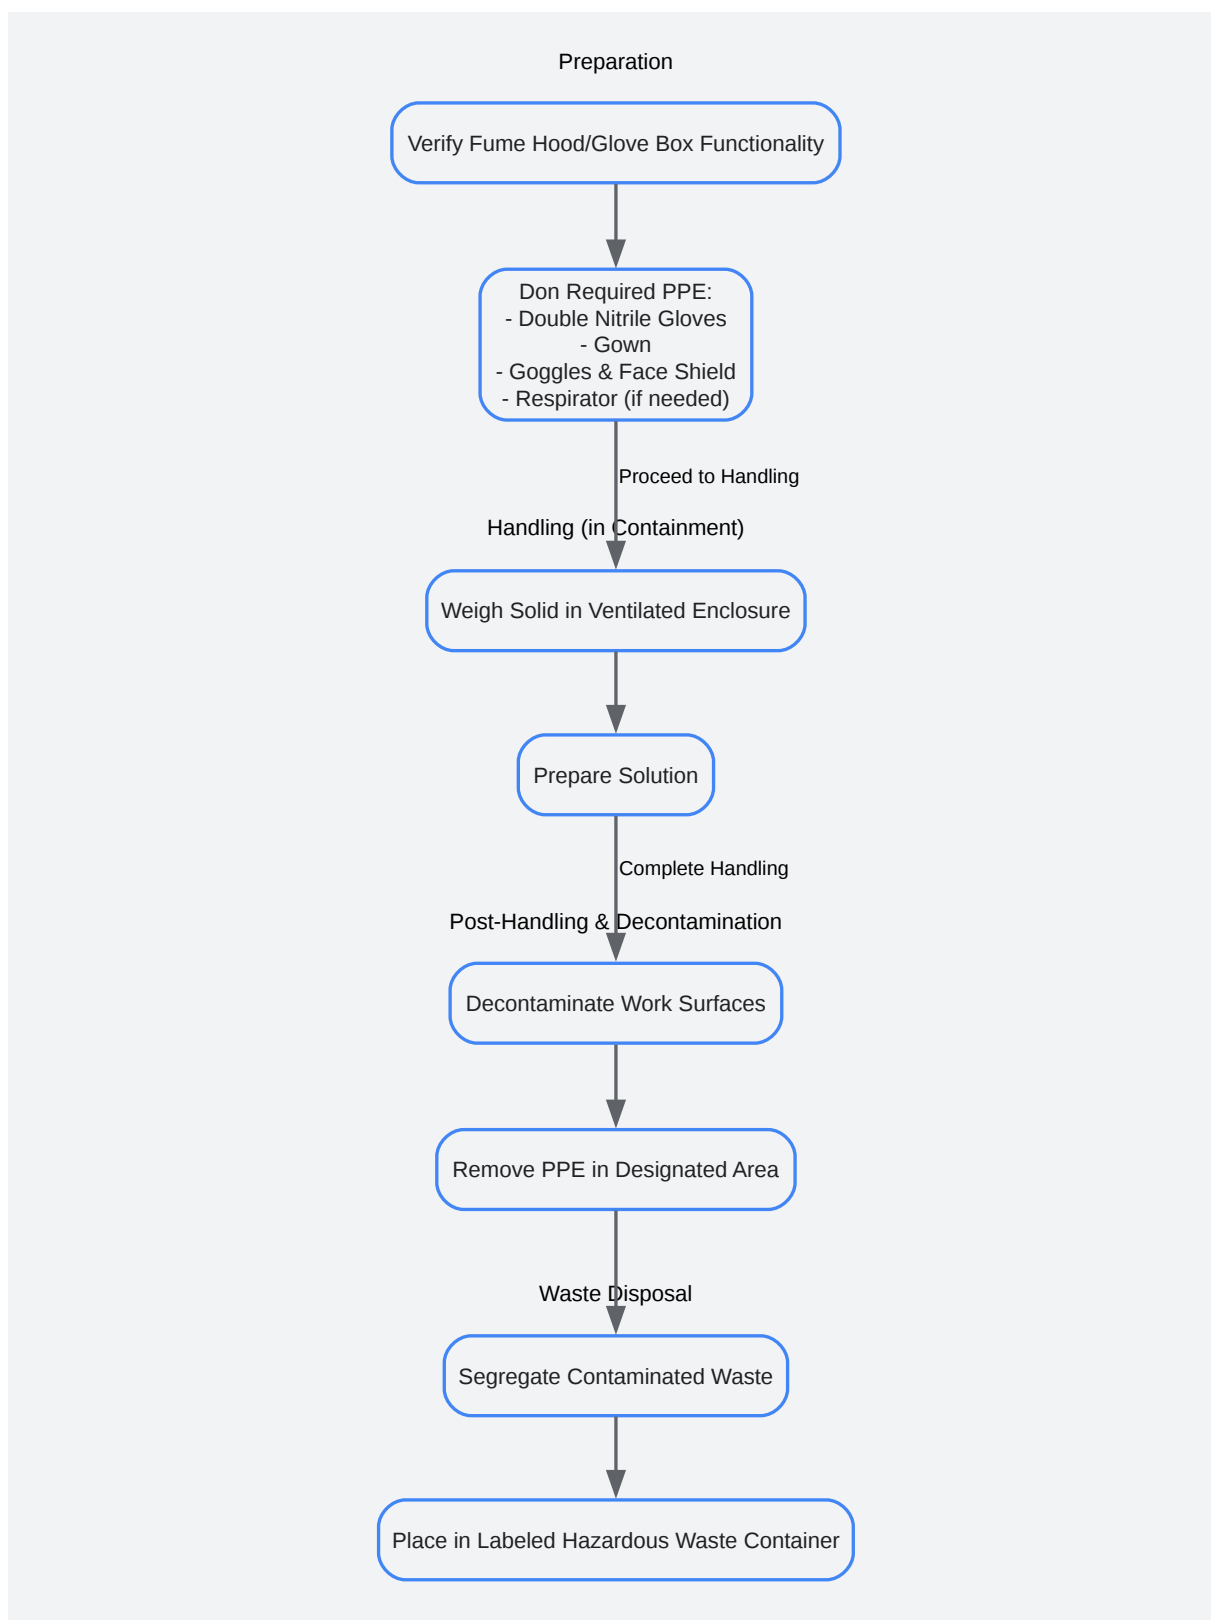 Preparation
Verify Fume Hood/Glove Box Functionality
Don Required PPE:
- Double Nitrile Gloves
- Gown
- Goggles & Face Shield
- Respirator (if needed)
Proceed to Handling
Handling (in Containment)
Weigh Solid in Ventilated Enclosure
Prepare Solution
Complete Handling
Post-Handling & Decontamination
Decontaminate Work Surfaces
Remove PPE in Designated Area
Waste Disposal
Segregate Contaminated Waste
Place in Labeled Hazardous Waste Container